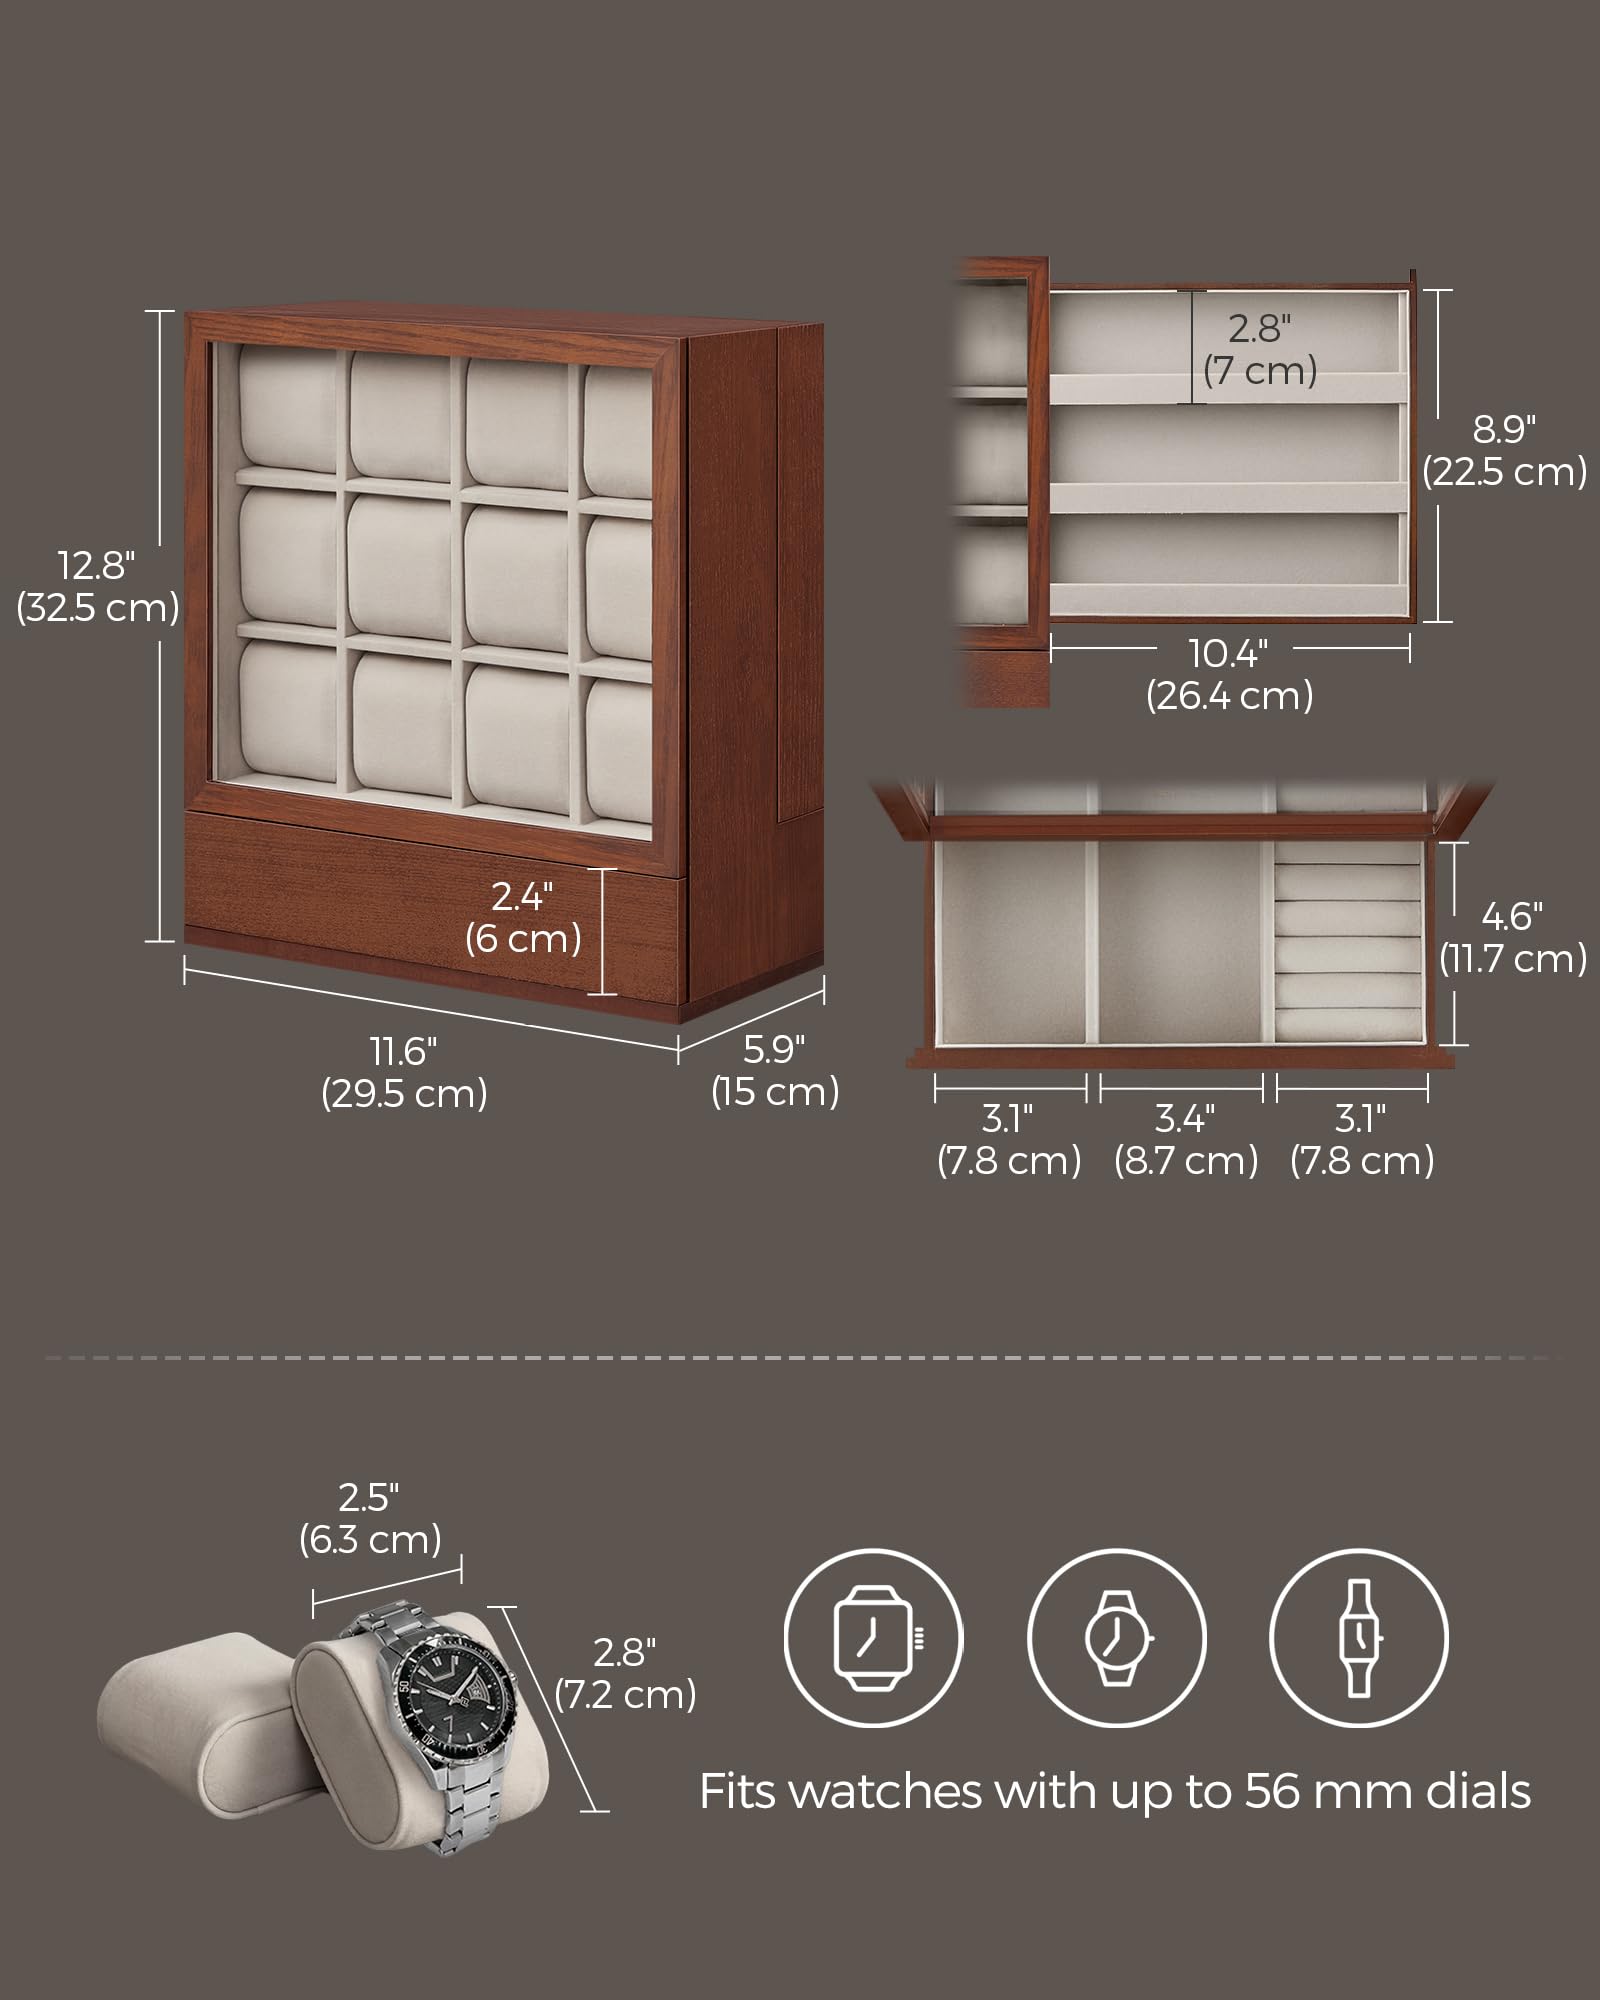 12.8"
(32.5 cm)
2.4"
(6 cm)
11.6"
(29.5 cm)
5.9"
(15 cm)
2.8"
(7 cm)
8.9"
(22.5 cm)
10.4"
(26.4 cm)
4.6"
(11.7 cm)
3.1"
(7.8 cm)
3.4"
(8.7 cm)
3.1"
(7.8 cm)
2.5"
(6.3 cm)
2.8"
(7.2 cm)
50
40
30
Fits watches with up to 56 mm dials